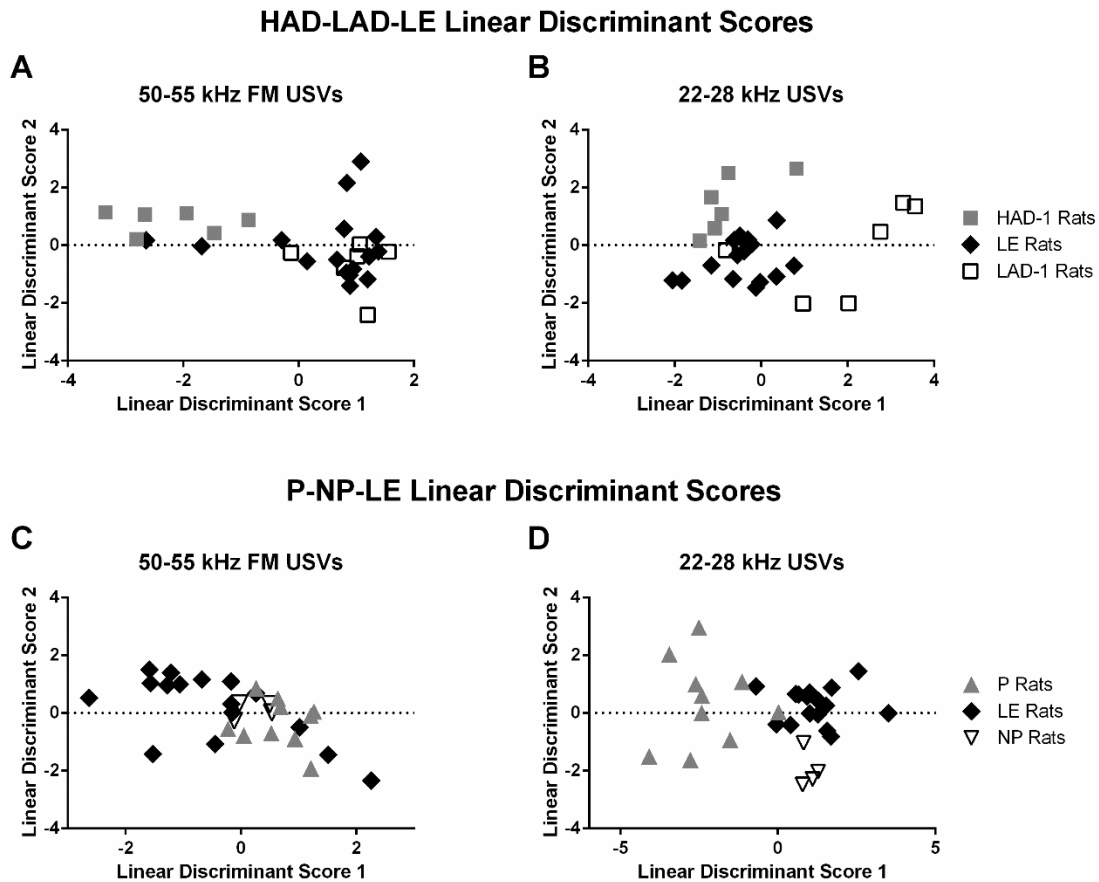 HAD-LAD-LE Linear Discriminant Scores
A
50-55 kHz FM USVs
Linear Discriminant Score 2
4
2
0
-2
-4
-4
-2
0
2
Linear Discriminant Score 1
B
22-28 kHz USVs
Linear Discriminant Score 2
4
2
0
-2
-4
-4
-2
0
2
4
Linear Discriminant Score 1
HAD-1 Rats
LE Rats
LAD-1 Rats
P-NP-LE Linear Discriminant Scores
C
50-55 kHz FM USVs
Linear Discriminant Score 2
4
2
0
-2
-4
-2
0
2
Linear Discriminant Score 1
D
22-28 kHz USVs
Linear Discriminant Score 2
4
2
0
-2
-4
-5
0
5
Linear Discriminant Score 1
P Rats
LE Rats
NP Rats